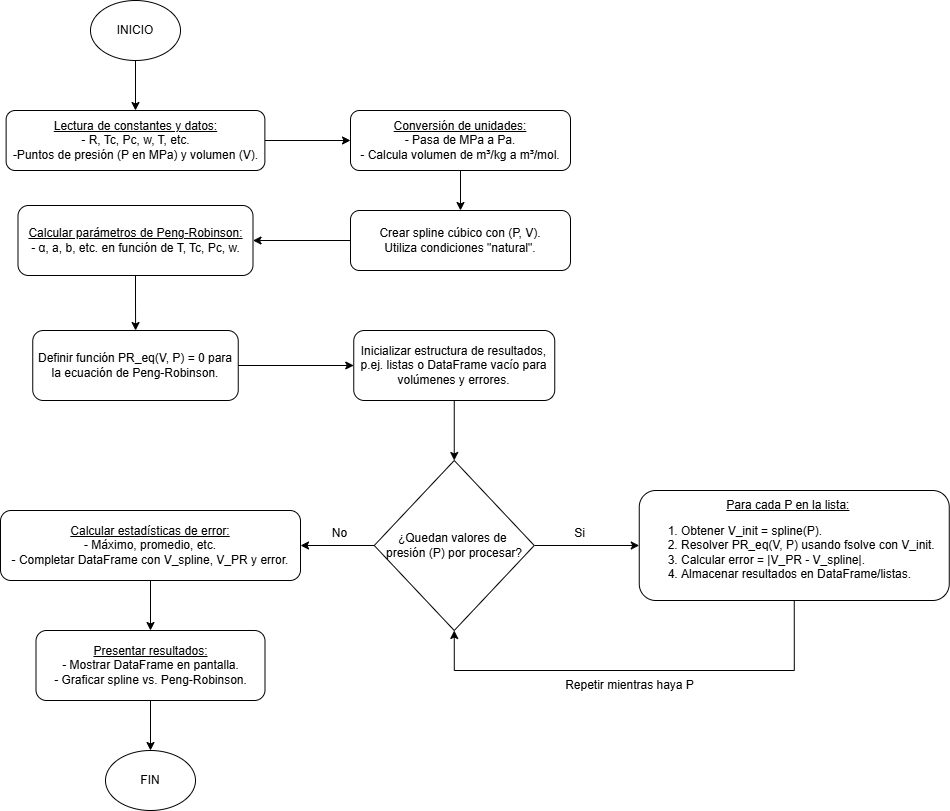 INICIO
Lectura de constantes y datos:
- R, Tc, Pc, w, T, etc.
-Puntos de presión (P en MPa) y volumen (V).
Conversión de unidades:
- Pasa de MPa a Pa.
- Calcula volumen de m³/kg a m³/mol.
Crear spline cúbico con (P, V).
Utiliza condiciones "natural".
Calcular parámetros de Peng-Robinson:
- α, a, b, etc. en función de T, Tc, Pc, w.
Definir función PR_eq(V, P) = 0 para
la ecuación de Peng-Robinson.
Inicializar estructura de resultados,
p.ej. listas o DataFrame vacío para
volúmenes y errores.
¿Quedan valores de
presión (P) por procesar?
Si
Para cada P en la lista:
1. Obtener V_init = spline(P).
2. Resolver PR_eq(V, P) usando fsolve con V_init.
3. Calcular error = |V_PR - V_spline|.
4. Almacenar resultados en DataFrame/listas.
Repetir mientras haya P
No
Calcular estadísticas de error:
- Máximo, promedio, etc.
- Completar DataFrame con V_spline, V_PR y error.
Presentar resultados:
- Mostrar DataFrame en pantalla.
- Graficar spline vs. Peng-Robinson.
FIN